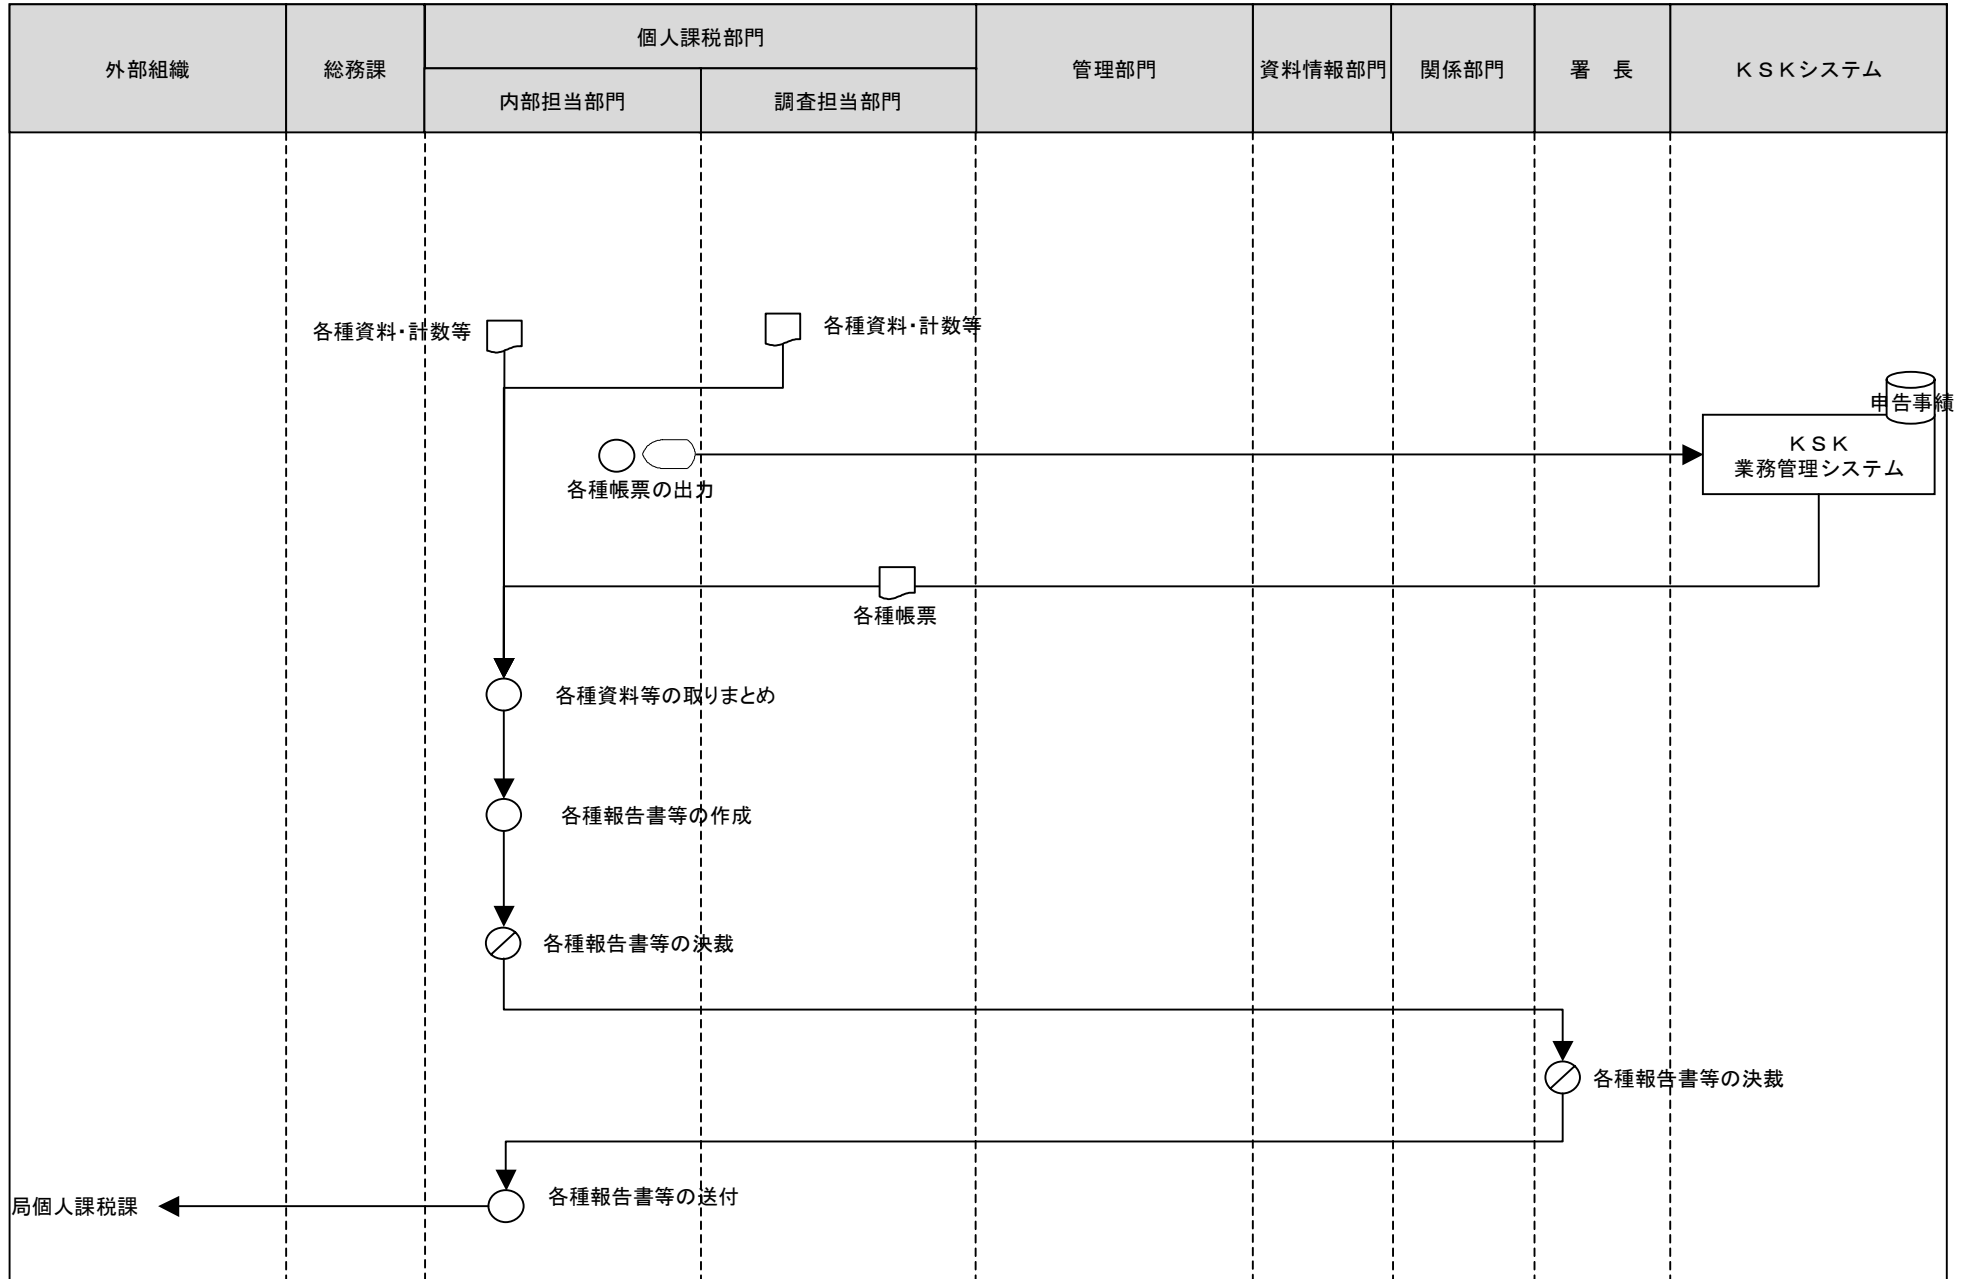 外部組織
総務課
個人課税部門
内部担当部門
調査担当部門
管理部門
資料情報部門
関係部門
署　長
ＫＳＫシステム
各種資料・計数等
各種資料・計数等
申告事績
ＫＳＫ
業務管理システム
各種帳票の出力
各種帳票
各種資料等の取りまとめ
各種報告書等の作成
各種報告書等の決裁
各種報告書等の決裁
各種報告書等の送付
局個人課税課